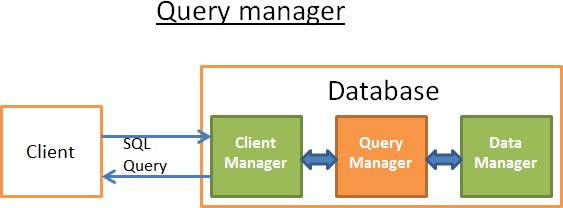 Query manager
Database
Client
SQL
Query
Client
Manager
Query
Manager
Data
Manager